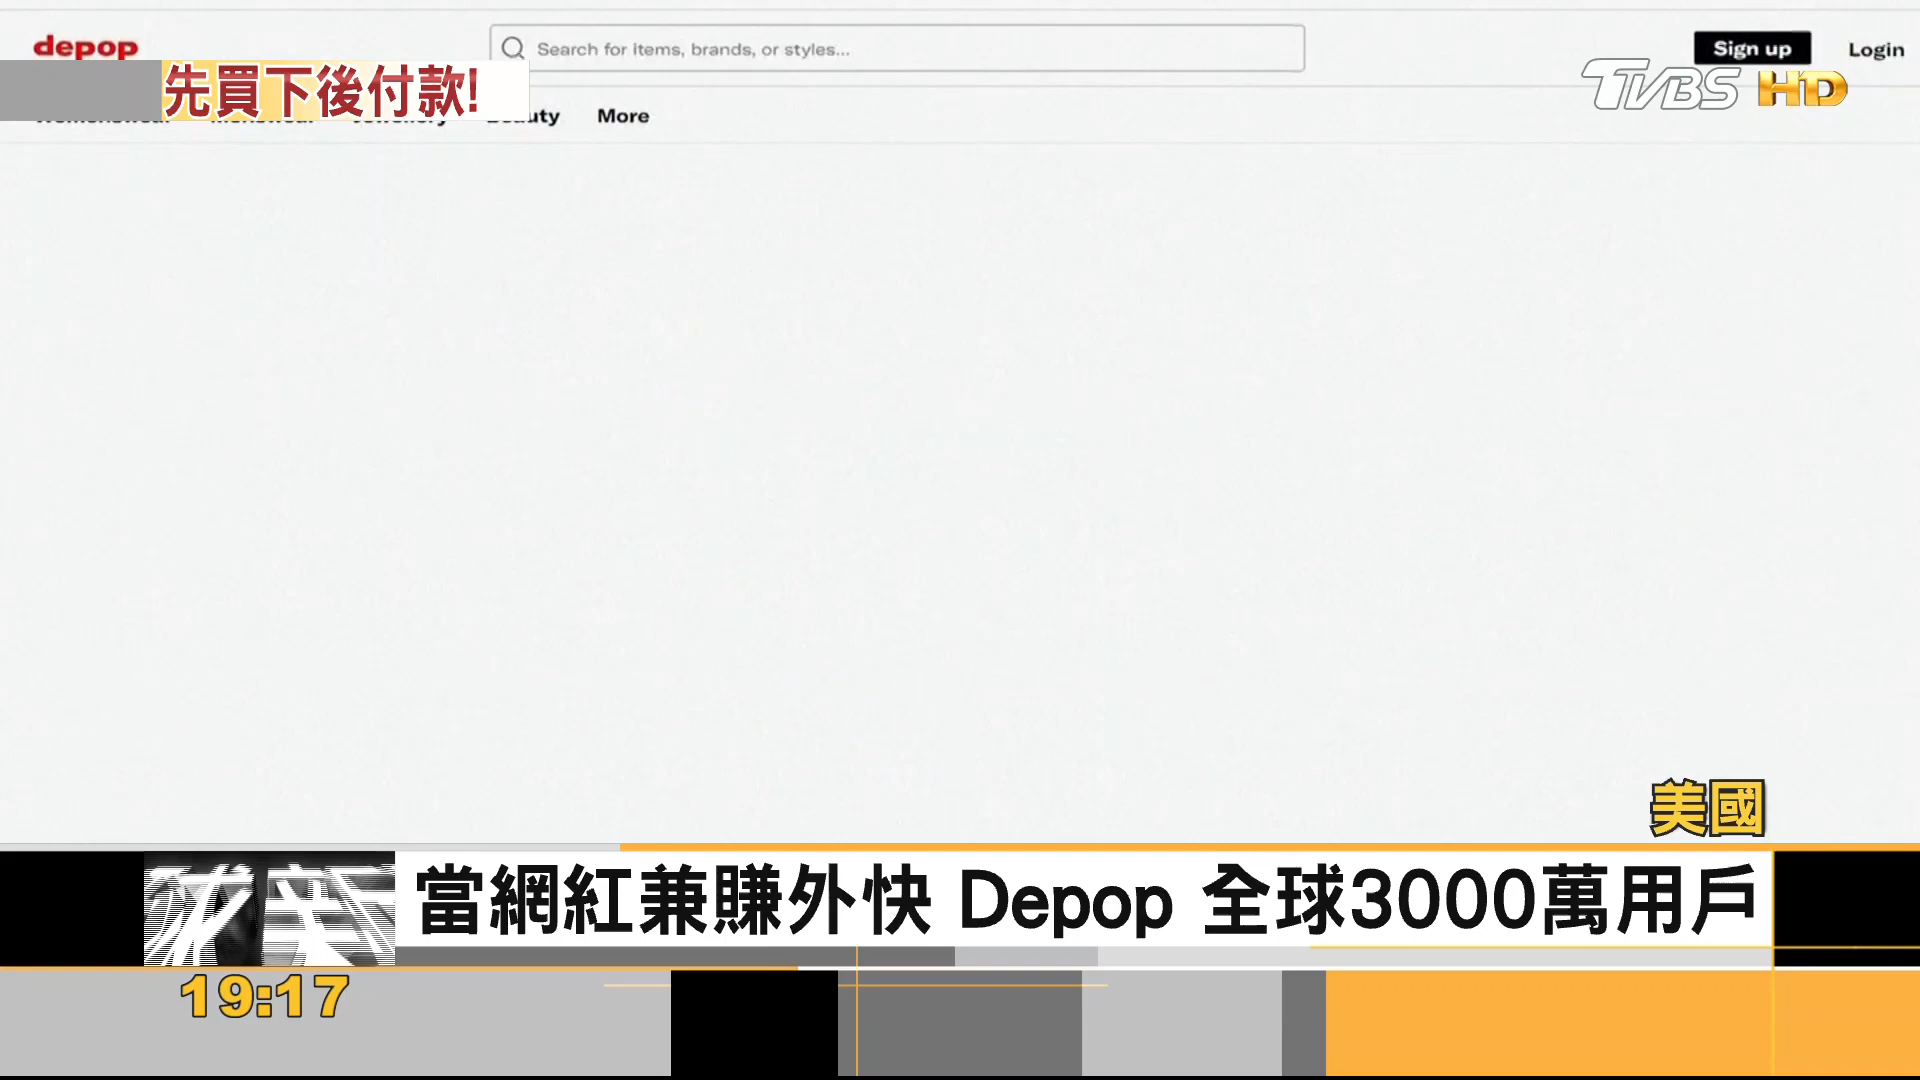 depop
Search for items, brands, or styles...
Sign up
Login
TVBS HD
先買下後付款!
More
美國
當網紅兼賺外快 Depop 全球3000萬用戶
19:17